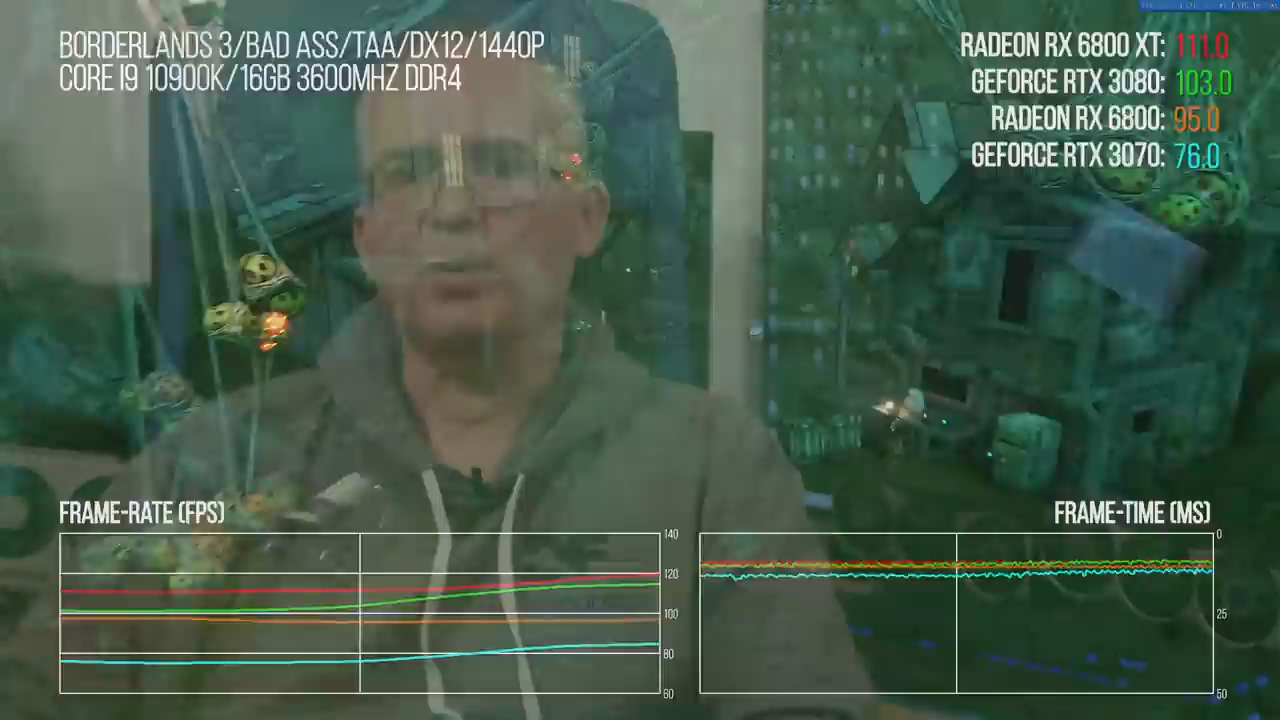 BORDERLANDS 3/BAD ASS/TAA/DX12/1440P
CORE I9 10900K/16GB 3600MHZ DDR4
RADEON RX 6800 XT: 111.0
GEFORCE RTX 3080: 103.0
RADEON RX 6800: 95.0
GEFORCE RTX 3070: 76.0
FRAME-RATE (FPS)
140
120
100
80
60
FRAME-TIME (MS)
0
25
50